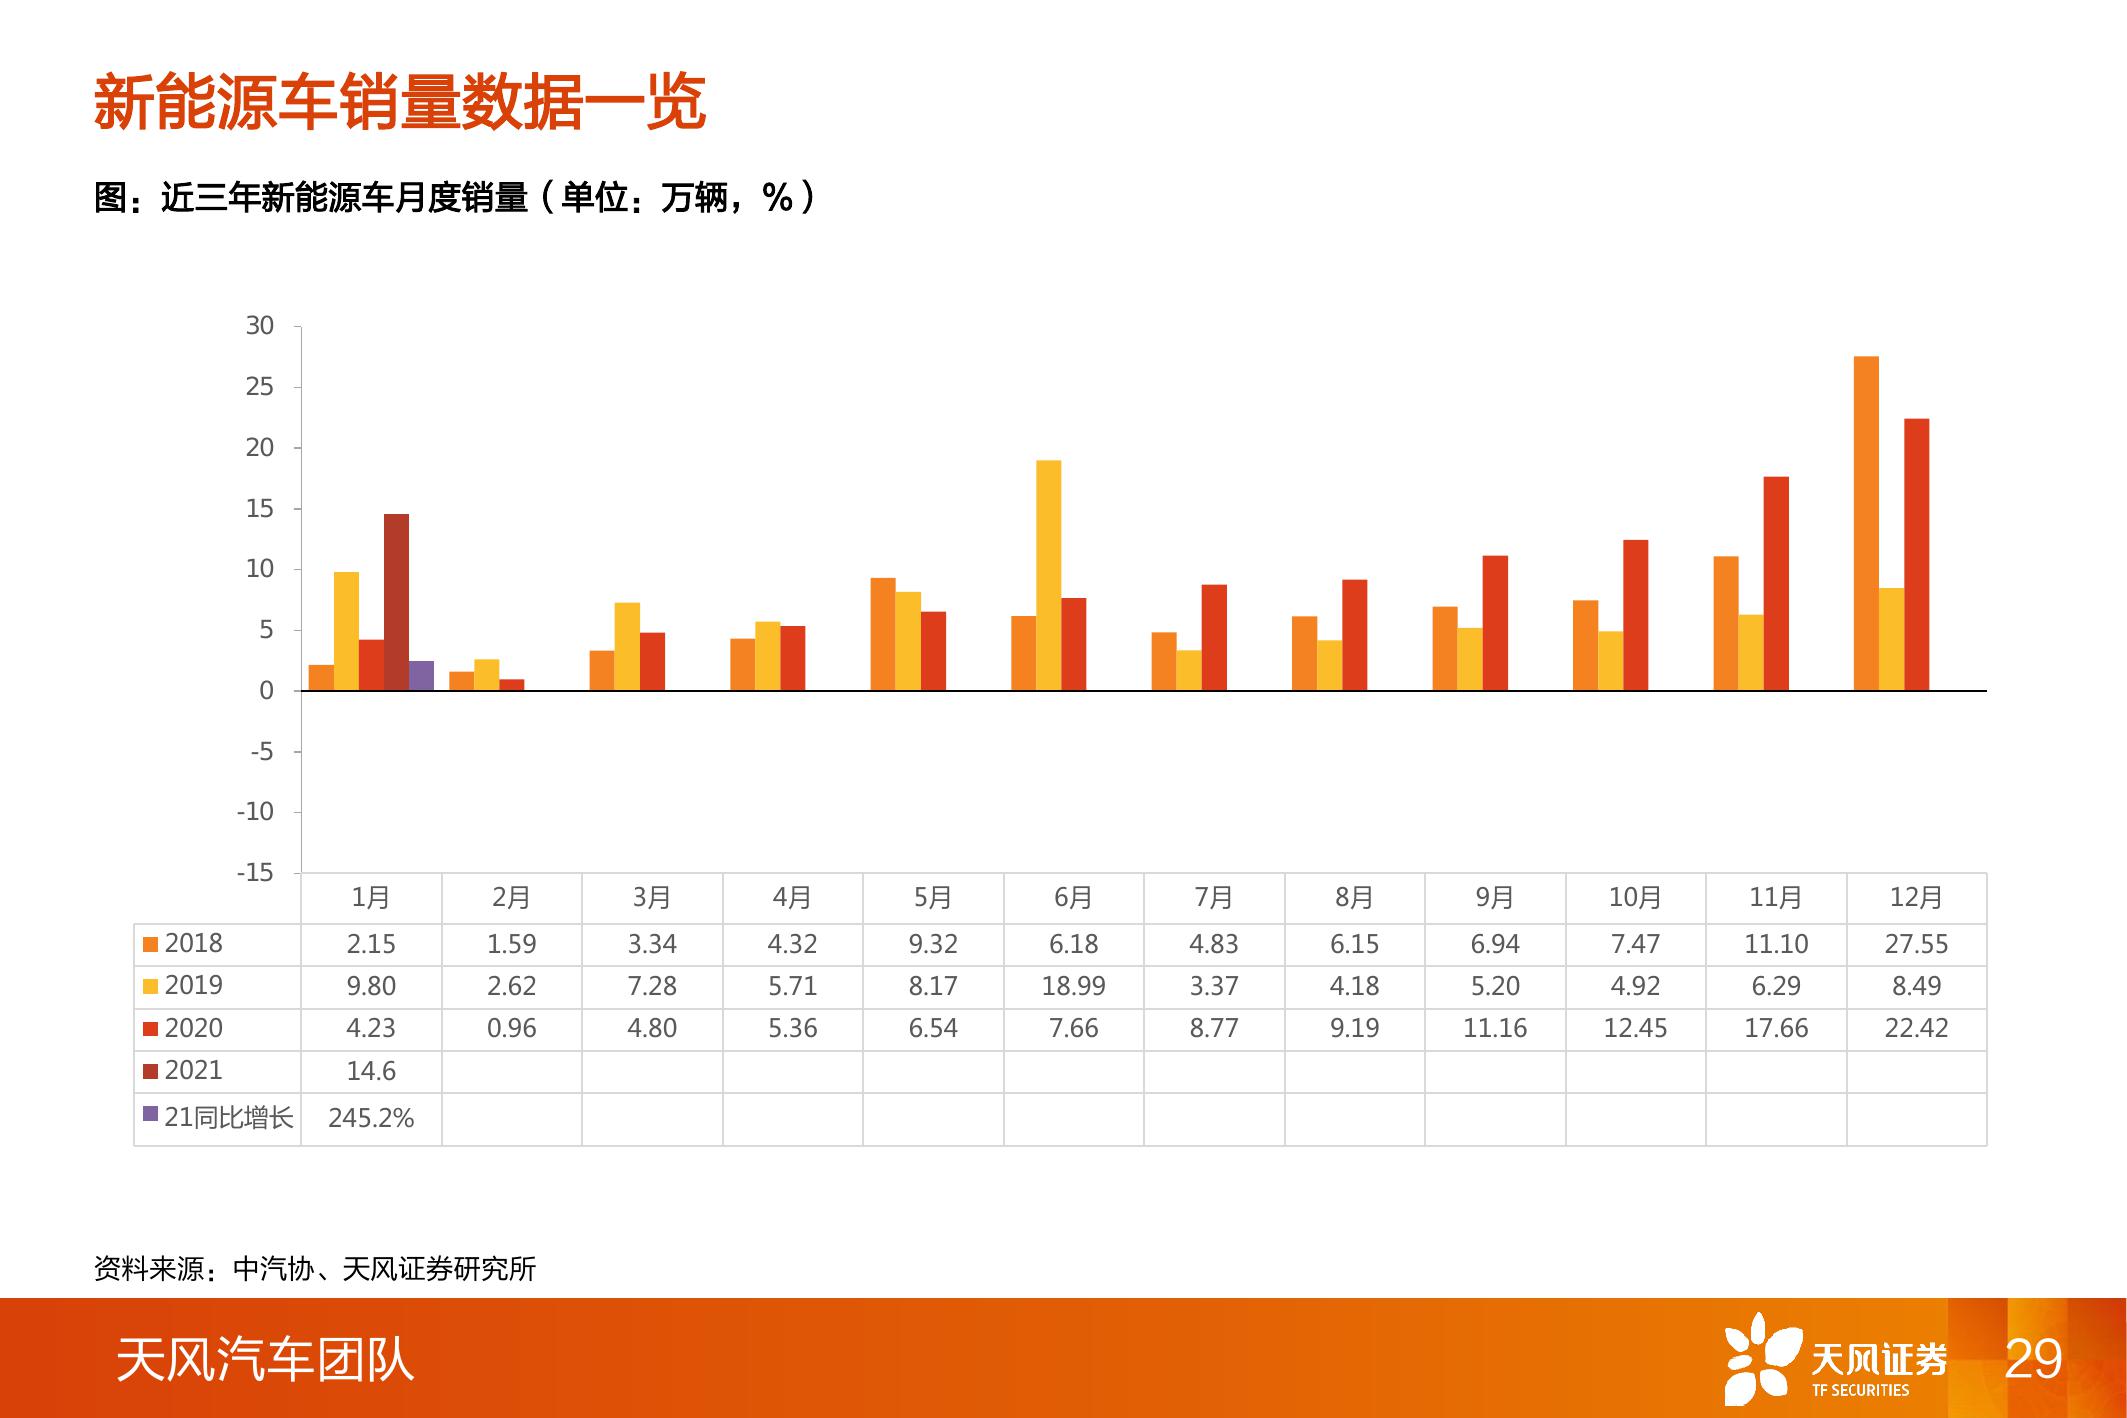 新能源车销量数据一览
图：近三年新能源车月度销量（单位：万辆，%）
30
25
20
15
10
5
0
-5
-10
-15
1月 2月 3月 4月 5月 6月 7月 8月 9月 10月 11月 12月
2018 2.15 1.59 3.34 4.32 9.32 6.18 4.83 6.15 6.94 7.47 11.10 27.55
2019 9.80 2.62 7.28 5.71 8.17 18.99 3.37 4.18 5.20 4.92 6.29 8.49
2020 4.23 0.96 4.80 5.36 6.54 7.66 8.77 9.19 11.16 12.45 17.66 22.42
2021 14.6
21同比增长 245.2%
资料来源：中汽协、天风证券研究所
天风汽车团队
天风证券
TF SECURITIES
29